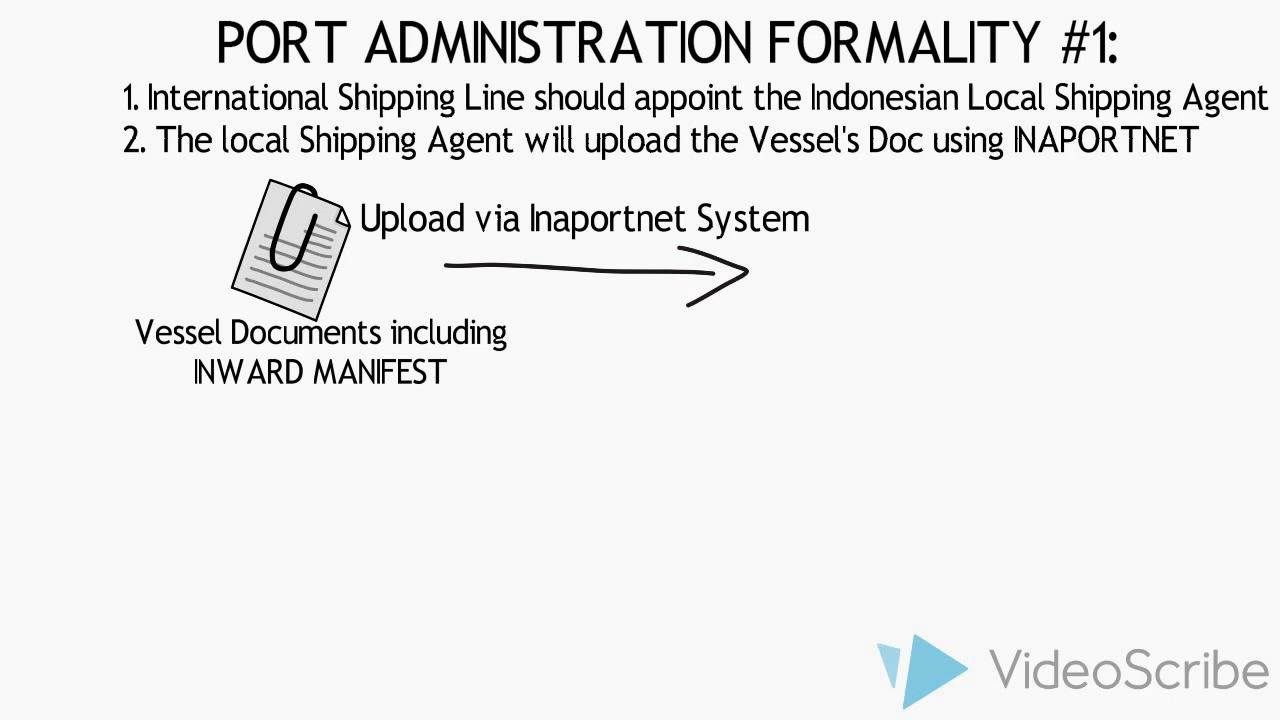 PORT ADMINISTRATION FORMALITY #1:
1. International Shipping Line should appoint the Indonesian Local Shipping Agent
2. The local Shipping Agent will upload the Vessel's Doc using INAPORTNET
Upload via Inaportnet System
Vessel Documents including
INWARD MANIFEST
VideoScribe